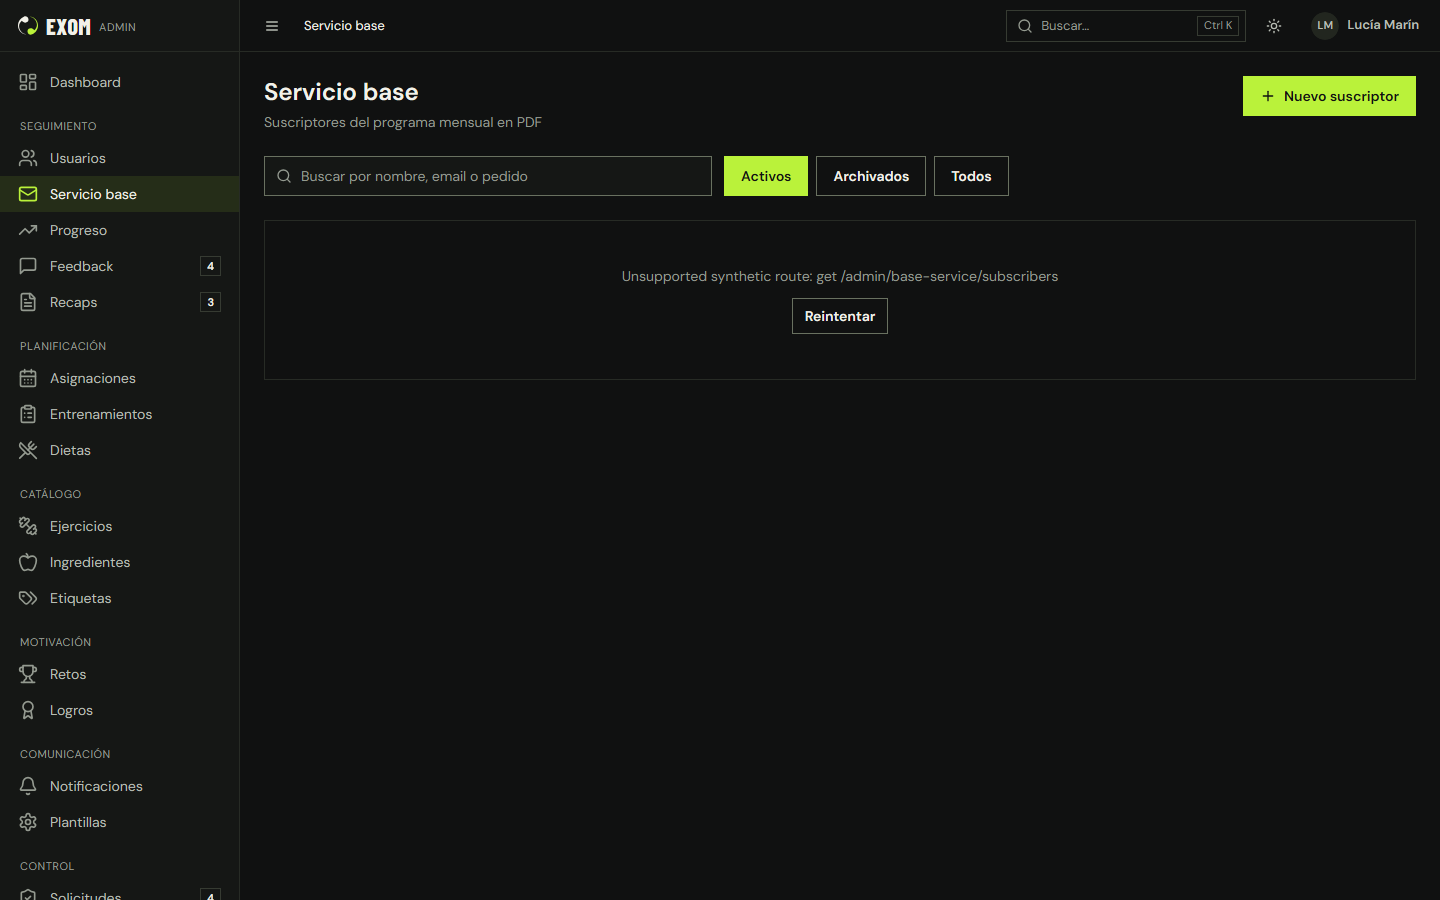 EXOM ADMIN
Servicio base
Buscar...
Ctrl K
LM
Lucía Marín
Dashboard
SEGUIMIENTO
Usuarios
Servicio base
Progreso
Feedback 4
Recaps 3
PLANIFICACIÓN
Asignaciones
Entrenamientos
Dietas
CATÁLOGO
Ejercicios
Ingredientes
Etiquetas
MOTIVACIÓN
Retos
Logros
COMUNICACIÓN
Notificaciones
Plantillas
CONTROL
Solicitudes 4
Servicio base
Suscriptores del programa mensual en PDF
Nuevo suscriptor
Buscar por nombre, email o pedido
Activos
Archivados
Todos
Unsupported synthetic route: get /admin/base-service/subscribers
Reintentar